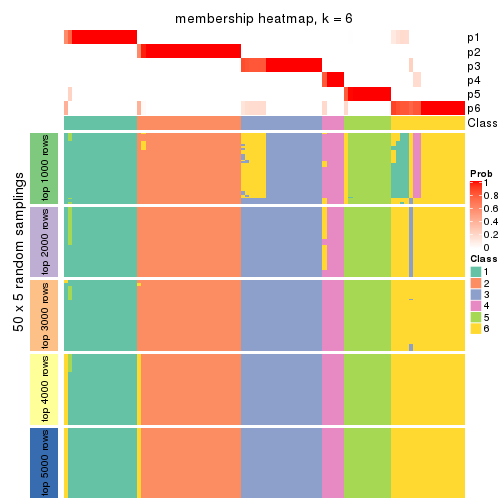 membership heatmap, k = 6
p1
p2
p3
p4
p5
p6
Class
50 x 5 random samplings
top 1000 rows
top 2000 rows
top 3000 rows
top 4000 rows
top 5000 rows
Prob
1
0.8
0.6
0.4
0.2
0
Class
1
2
3
4
5
6